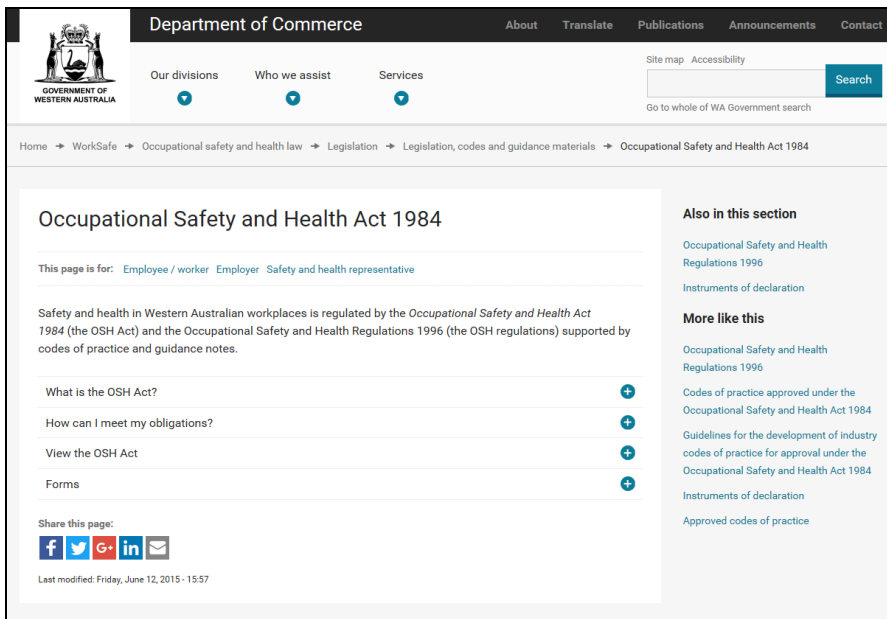 Department of Commerce
About Translate Publications Announcements Contact
GOVERNMENT OF
WESTERN AUSTRALIA
Our divisions Who we assist Services
Site map Accessibility
Search
Go to whole of WA Government search
Home → WorkSafe → Occupational safety and health law → Legislation → Legislation, codes and guidance materials → Occupational Safety and Health Act 1984
Occupational Safety and Health Act 1984
This page is for: Employee / worker Employer Safety and health representative
Safety and health in Western Australian workplaces is regulated by the Occupational Safety and Health Act
1984 (the OSH Act) and the Occupational Safety and Health Regulations 1996 (the OSH regulations) supported by
codes of practice and guidance notes.
What is the OSH Act?
How can I meet my obligations?
View the OSH Act
Forms
Share this page:
f G+ in
Last modified: Friday, June 12, 2015 - 15:57
Also in this section
Occupational Safety and Health
Regulations 1996
Instruments of declaration
More like this
Occupational Safety and Health
Regulations 1996
Codes of practice approved under the
Occupational Safety and Health Act 1984
Guidelines for the development of industry
codes of practice for approval under the
Occupational Safety and Health Act 1984
Instruments of declaration
Approved codes of practice